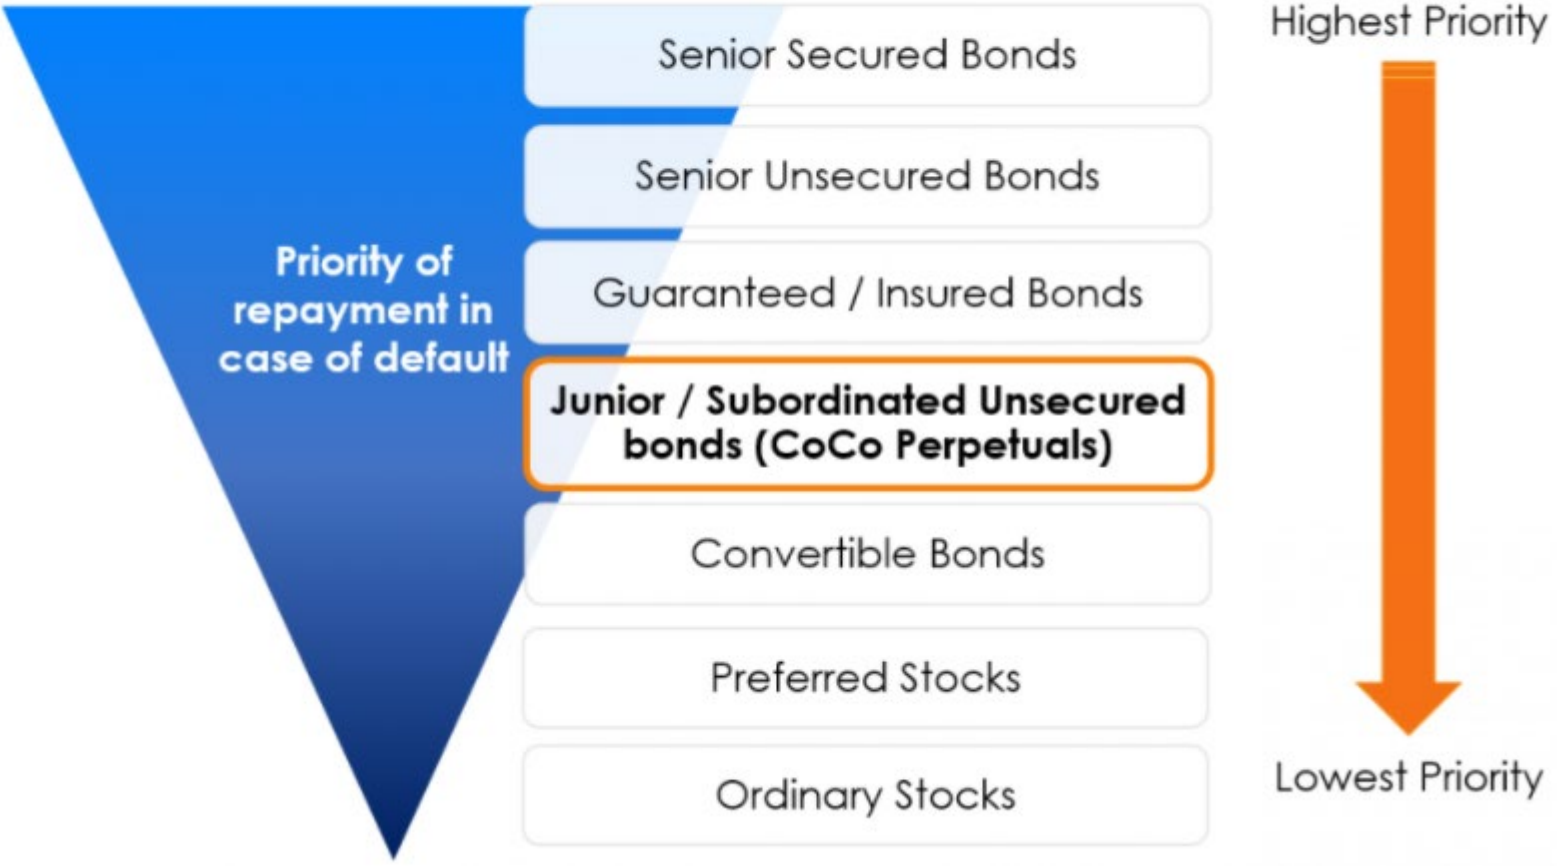 Highest Priority
Senior Secured Bonds
Senior Unsecured Bonds
Priority of
repayment in
case of default
Guaranteed / Insured Bonds
Junior / Subordinated Unsecured
bonds (CoCo Perpetuals)
Convertible Bonds
Preferred Stocks
Ordinary Stocks
Lowest Priority